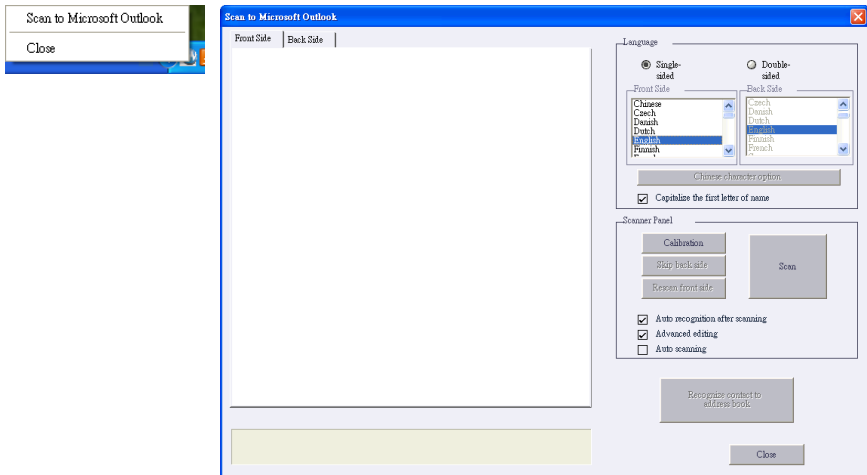 Scan to Microsoft Outlook
Close
Scan to Microsoft Outlook
Front Side
Back Side
Language
Single-
sided
Double-
sided
Front Side
Chinese
Czech
Danish
Dutch
English
Finnish
Back Side
Czech
Danish
Dutch
English
Finnish
French
Chinese character option
Capitalize the first letter of name
Scanner Panel
Calibration
Skip back side
Rescan front side
Scan
Auto recognition after scanning
Advanced editing
Auto scanning
Recognize contact to
address book
Close